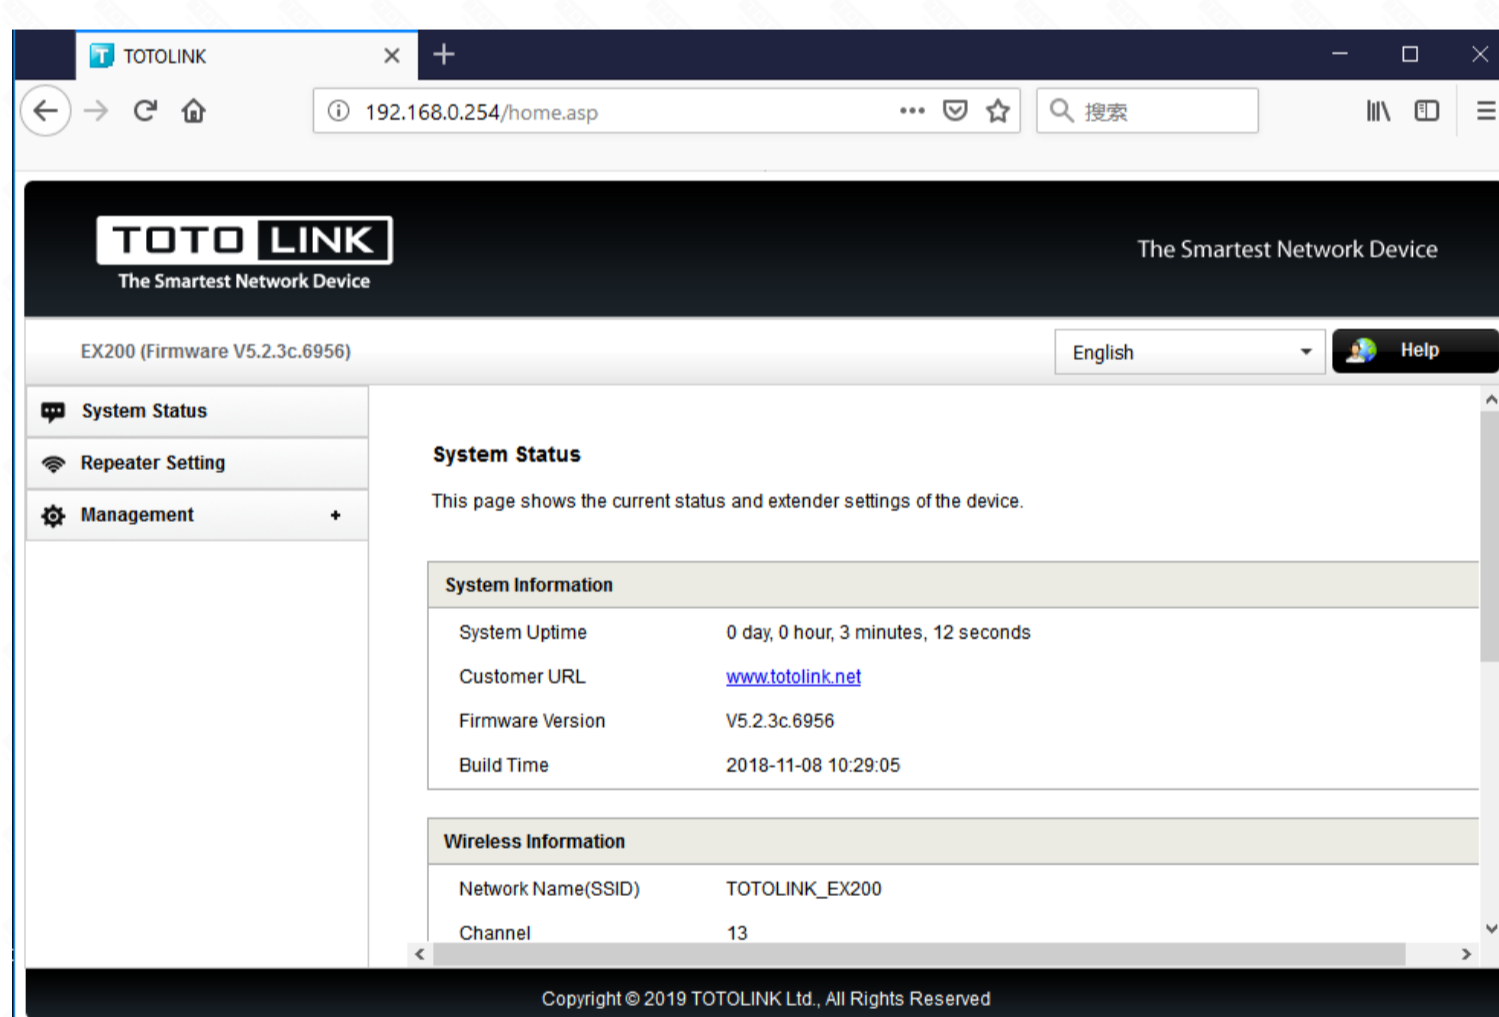 TOTOLINK
192.168.0.254/home.asp
搜索
TOTO LINK
The Smartest Network Device
The Smartest Network Device
EX200 (Firmware V5.2.3c.6956)
English
Help
System Status
Repeater Setting
Management +
System Status
This page shows the current status and extender settings of the device.
System Information
System Uptime 0 day, 0 hour, 3 minutes, 12 seconds
Customer URL www.totolink.net
Firmware Version V5.2.3c.6956
Build Time 2018-11-08 10:29:05
Wireless Information
Network Name(SSID) TOTOLINK_EX200
Channel 13
Copyright © 2019 TOTOLINK Ltd., All Rights Reserved